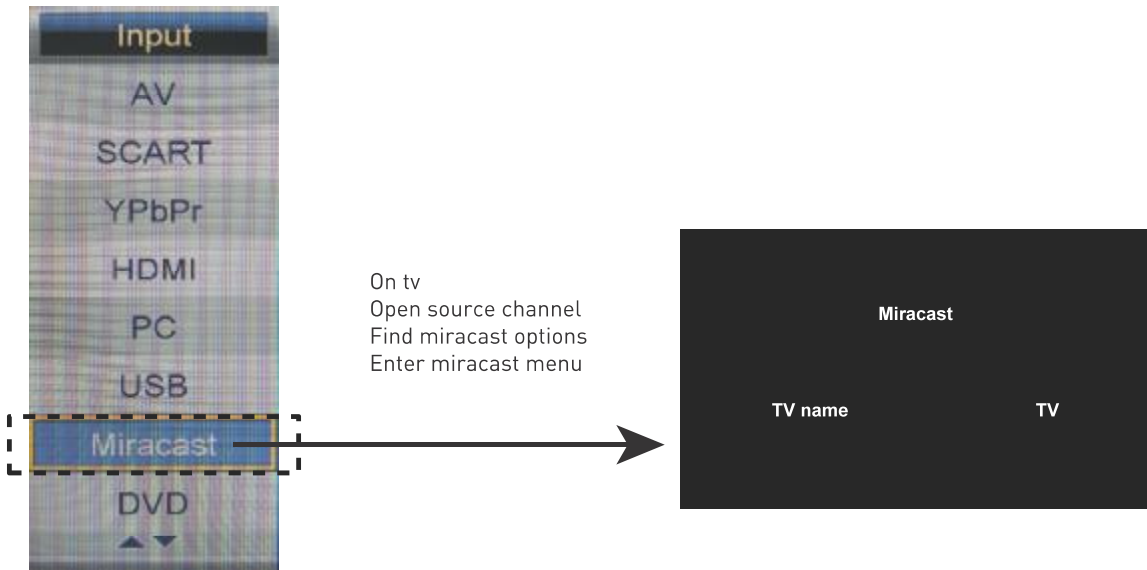 Input
AV
SCART
YPbPr
HDMI
PC
USB
Miracast
DVD
On tv
Open source channel
Find miracast options
Enter miracast menu
Miracast
TV name TV